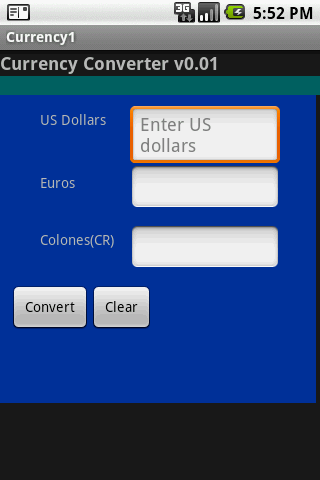 3G 5:52 PM
Currency1
Currency Converter v0.01
US Dollars
Enter US
dollars
Euros
Colones(CR)
Convert Clear